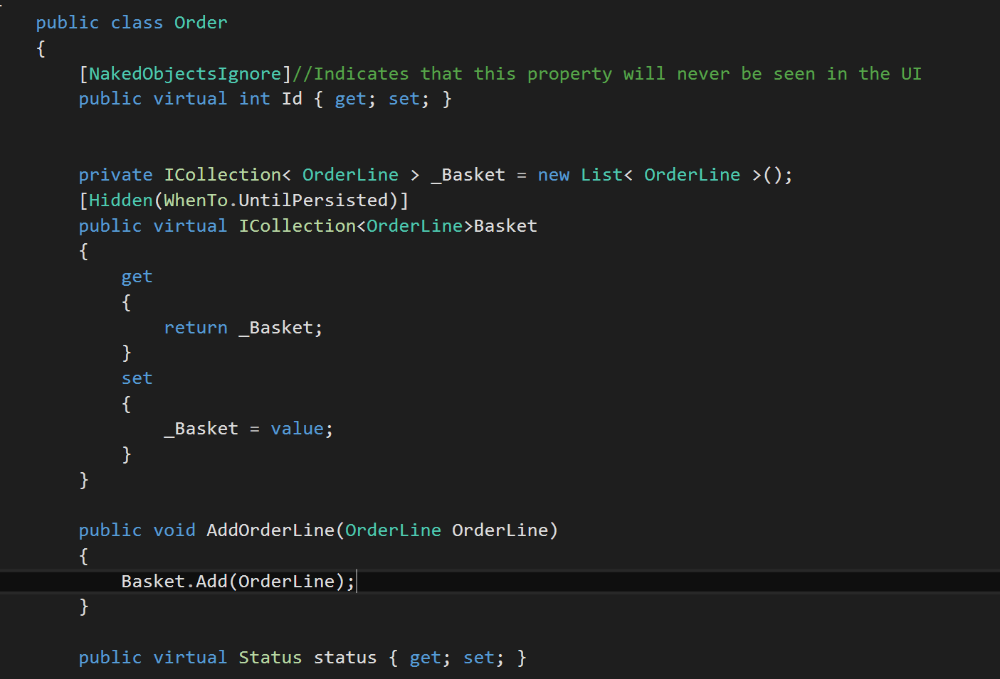 public class Order
{
[NakedObjectsIgnore]//Indicates that this property will never be seen in the UI
public virtual int Id { get; set; }
private ICollection< OrderLine > _Basket = new List< OrderLine >();
[Hidden(WhenTo.UntilPersisted)]
public virtual ICollection<OrderLine>Basket
{
get
{
return _Basket;
}
set
{
_Basket = value;
}
}
public void AddOrderLine(OrderLine OrderLine)
{
Basket.Add(OrderLine);
}
public virtual Status status { get; set; }